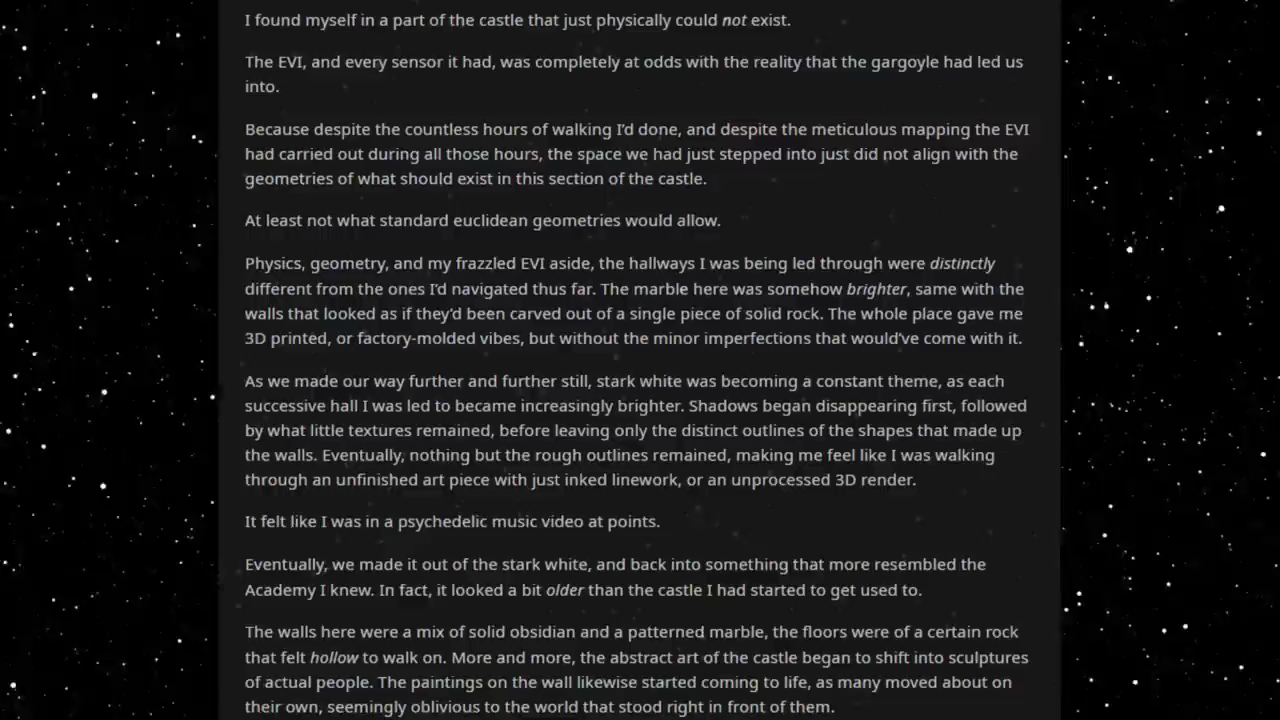 I found myself in a part of the castle that just physically could not exist.
The EVI, and every sensor it had, was completely at odds with the reality that the gargoyle had led us
into.
Because despite the countless hours of walking I’d done, and despite the meticulous mapping the EVI
had carried out during all those hours, the space we had just stepped into just did not align with the
geometries of what should exist in this section of the castle.
At least not what standard euclidean geometries would allow.
Physics, geometry, and my frazzled EVI aside, the hallways I was being led through were distinctly
different from the ones I’d navigated thus far. The marble here was somehow brighter, same with the
walls that looked as if they’d been carved out of a single piece of solid rock. The whole place gave me
3D printed, or factory-molded vibes, but without the minor imperfections that would’ve come with it.
As we made our way further and further still, stark white was becoming a constant theme, as each
successive hall I was led to became increasingly brighter. Shadows began disappearing first, followed
by what little textures remained, before leaving only the distinct outlines of the shapes that made up
the walls. Eventually, nothing but the rough outlines remained, making me feel like I was walking
through an unfinished art piece with just inked linework, or an unprocessed 3D render.
It felt like I was in a psychedelic music video at points.
Eventually, we made it out of the stark white, and back into something that more resembled the
Academy I knew. In fact, it looked a bit older than the castle I had started to get used to.
The walls here were a mix of solid obsidian and a patterned marble, the floors were of a certain rock
that felt hollow to walk on. More and more, the abstract art of the castle began to shift into sculptures
of actual people. The paintings on the wall likewise started coming to life, as many moved about on
their own, seemingly oblivious to the world that stood right in front of them.